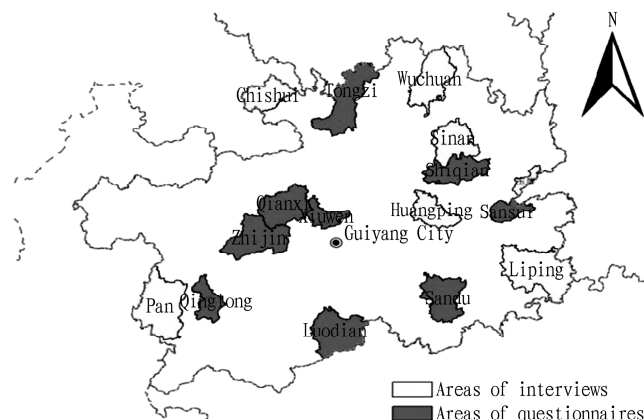 N
Wuchuan
Tongzi
Chishui
Sinan
Shiqian
Qianxi
Xiuwen
Huangping
Sansui
Zhijin
Guiyang City
Liping
Pan
Qinglong
Sandu
Luodian
Areas of interviews
Areas of questionnaires